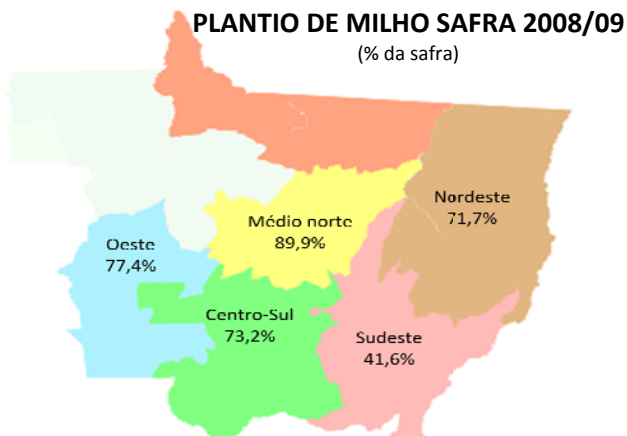 PLANTIO DE MILHO SAFRA 2008/09
(% da safra)
Nordeste
71,7%
Médio norte
89,9%
Oeste
77,4%
Centro-Sul
73,2%
Sudeste
41,6%